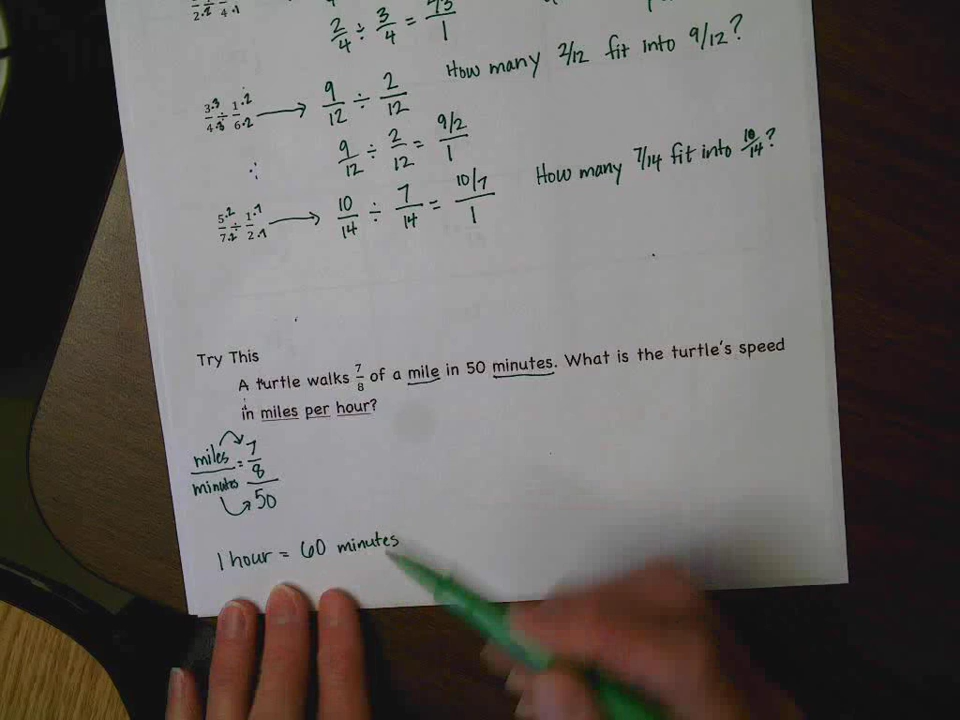 2/4 ÷ 3/4 = /1
How many 2/12 fit into 9/12?
3·3/4·3 ÷ 1·2/6·2 → 9/12 ÷ 2/12
9/12 ÷ 2/12 = 9/2/1
How many 7/14 fit into 10/14?
5·2/7·2 ÷ 1·7/2·7 → 10/14 ÷ 7/14 = 10/7/1
Try This
A turtle walks 7/8 of a mile in 50 minutes. What is the turtle's speed
in miles per hour?
miles/minutes = 7/8/50
1 hour = 60 minutes